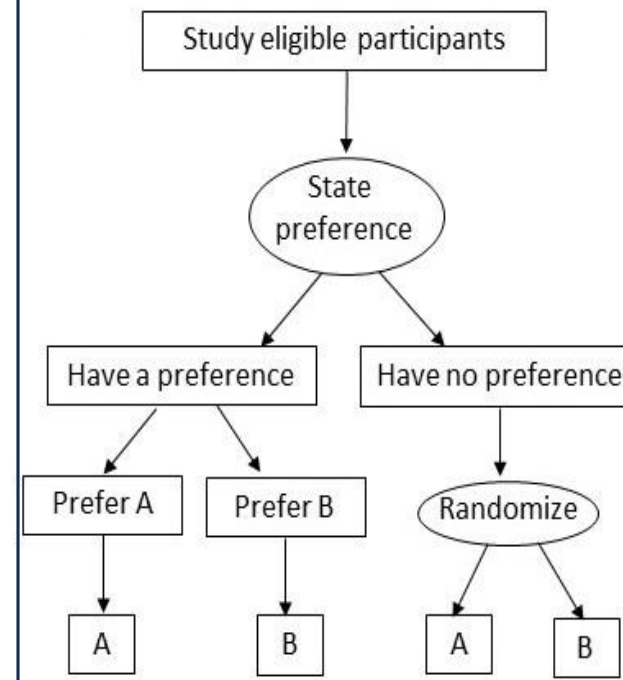 Study eligible participants
State
preference
Have a preference
Have no preference
Prefer A
Prefer B
Randomize
A
B
A
B